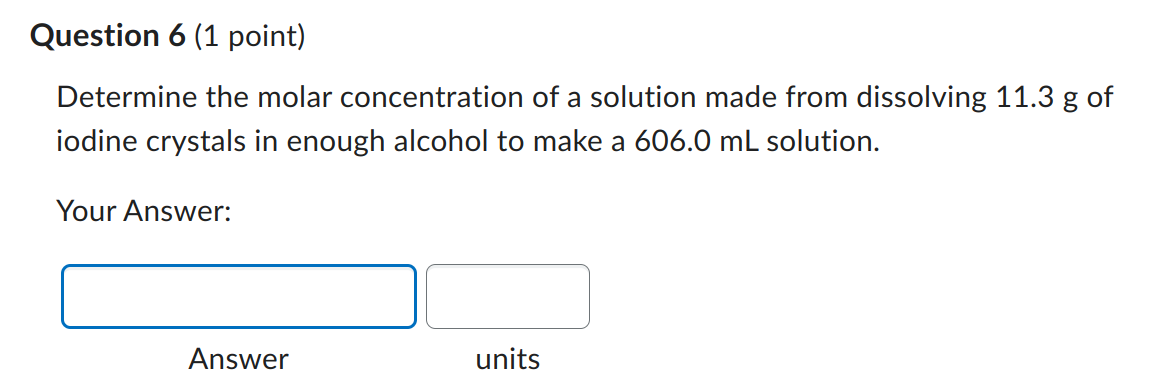 Question 6 (1 point)
Determine the molar concentration of a solution made from dissolving 11.3 g of
iodine crystals in enough alcohol to make a 606.0 mL solution.
Your Answer:
Answer
units